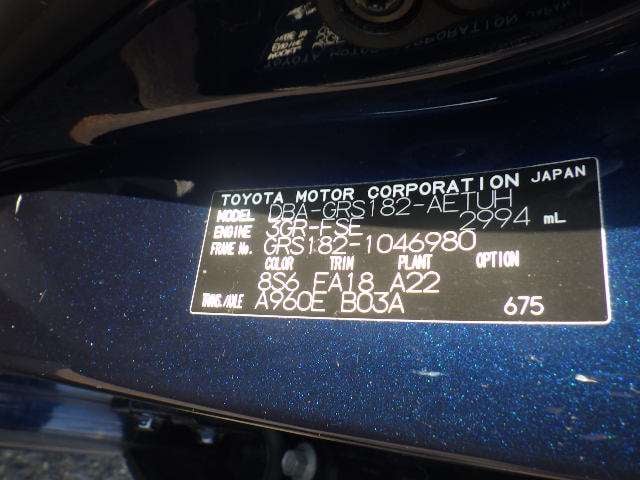 TOYOTA MOTOR CORPORATION JAPAN
MODEL DBA-GRS182-AETUH
ENGINE 3GR-FSE 2994 mL
FRAME No. GRS182-1046980
COLOR TRIM PLANT OPTION
8S6 FA18 A22
TRANS./AXLE A960E B03A 675